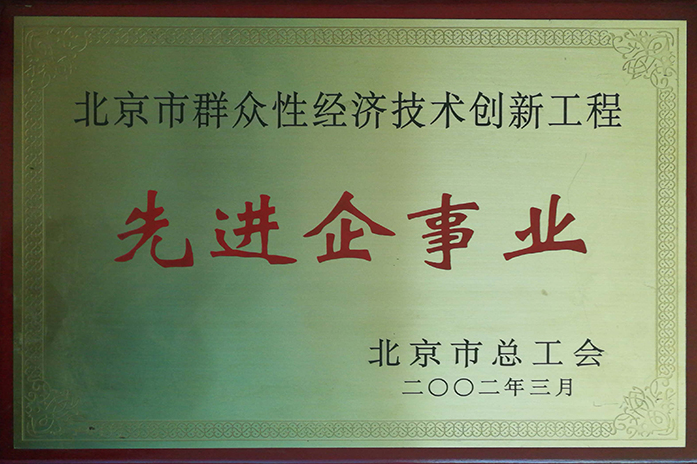 北京市群众性经济技术创新工程
先进企事业
北京市总工会
二〇〇二年三月